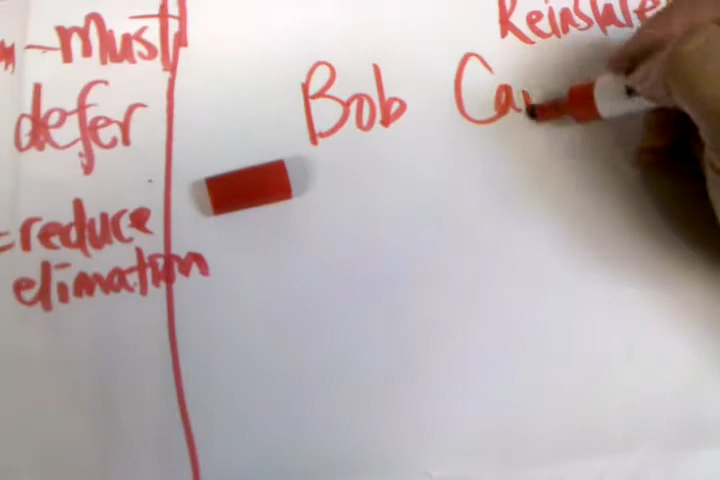 ~must
defer
=reduce
elimation
Reinstate
Bob Ca